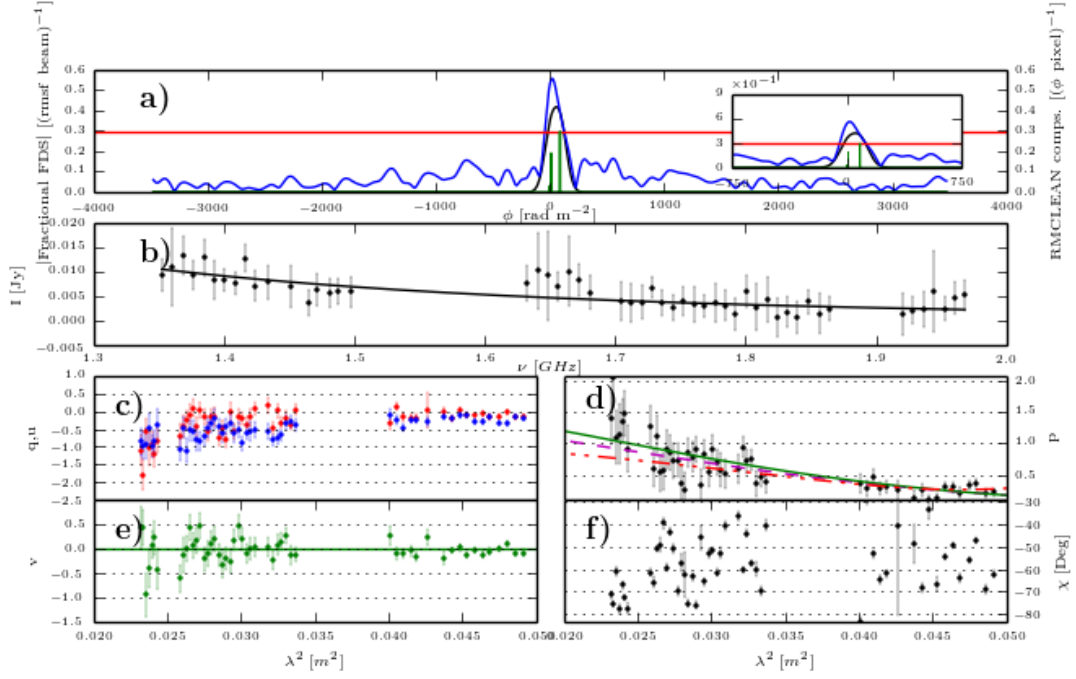 |Fractional FDS| [(rmsf beam)⁻¹]
RMCLEAN comps. [(ϕ pixel)⁻¹]
a)
0.6 0.5 0.4 0.3 0.2 0.1 0.0
×10⁻¹
9 6 3 0
−750 0 750
0.6 0.5 0.4 0.3 0.2 0.1 0.0
−4000 −3000 −2000 −1000 0 1000 2000 3000 4000
ϕ [rad m⁻²]
b)
I [Jy]
0.020 0.015 0.010 0.005 0.000 −0.005
1.3 1.4 1.5 1.6 1.7 1.8 1.9 2.0
ν [GHz]
c)
q,u
1.0 0.5 0.0 −0.5 −1.0 −1.5 −2.0 −2.5
d)
2.0 1.5 1.0 0.5
P
e)
v
0.5 0.0 −0.5 −1.0 −1.5
0.020 0.025 0.030 0.035 0.040 0.045 0.050
λ² [m²]
f)
−30 −40 −50 −60 −70 −80
χ [Deg]
0.020 0.025 0.030 0.035 0.040 0.045 0.050
λ² [m²]